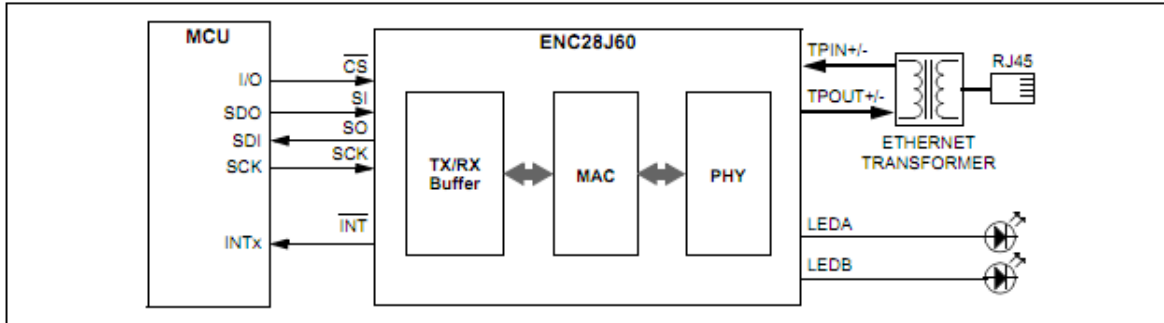 MCU
I/O
SDO
SDI
SCK
INTx
CS
SI
SO
SCK
INT
ENC28J60
TX/RX
Buffer
MAC
PHY
TPIN+/-
TPOUT+/-
RJ45
ETHERNET
TRANSFORMER
LEDA
LEDB